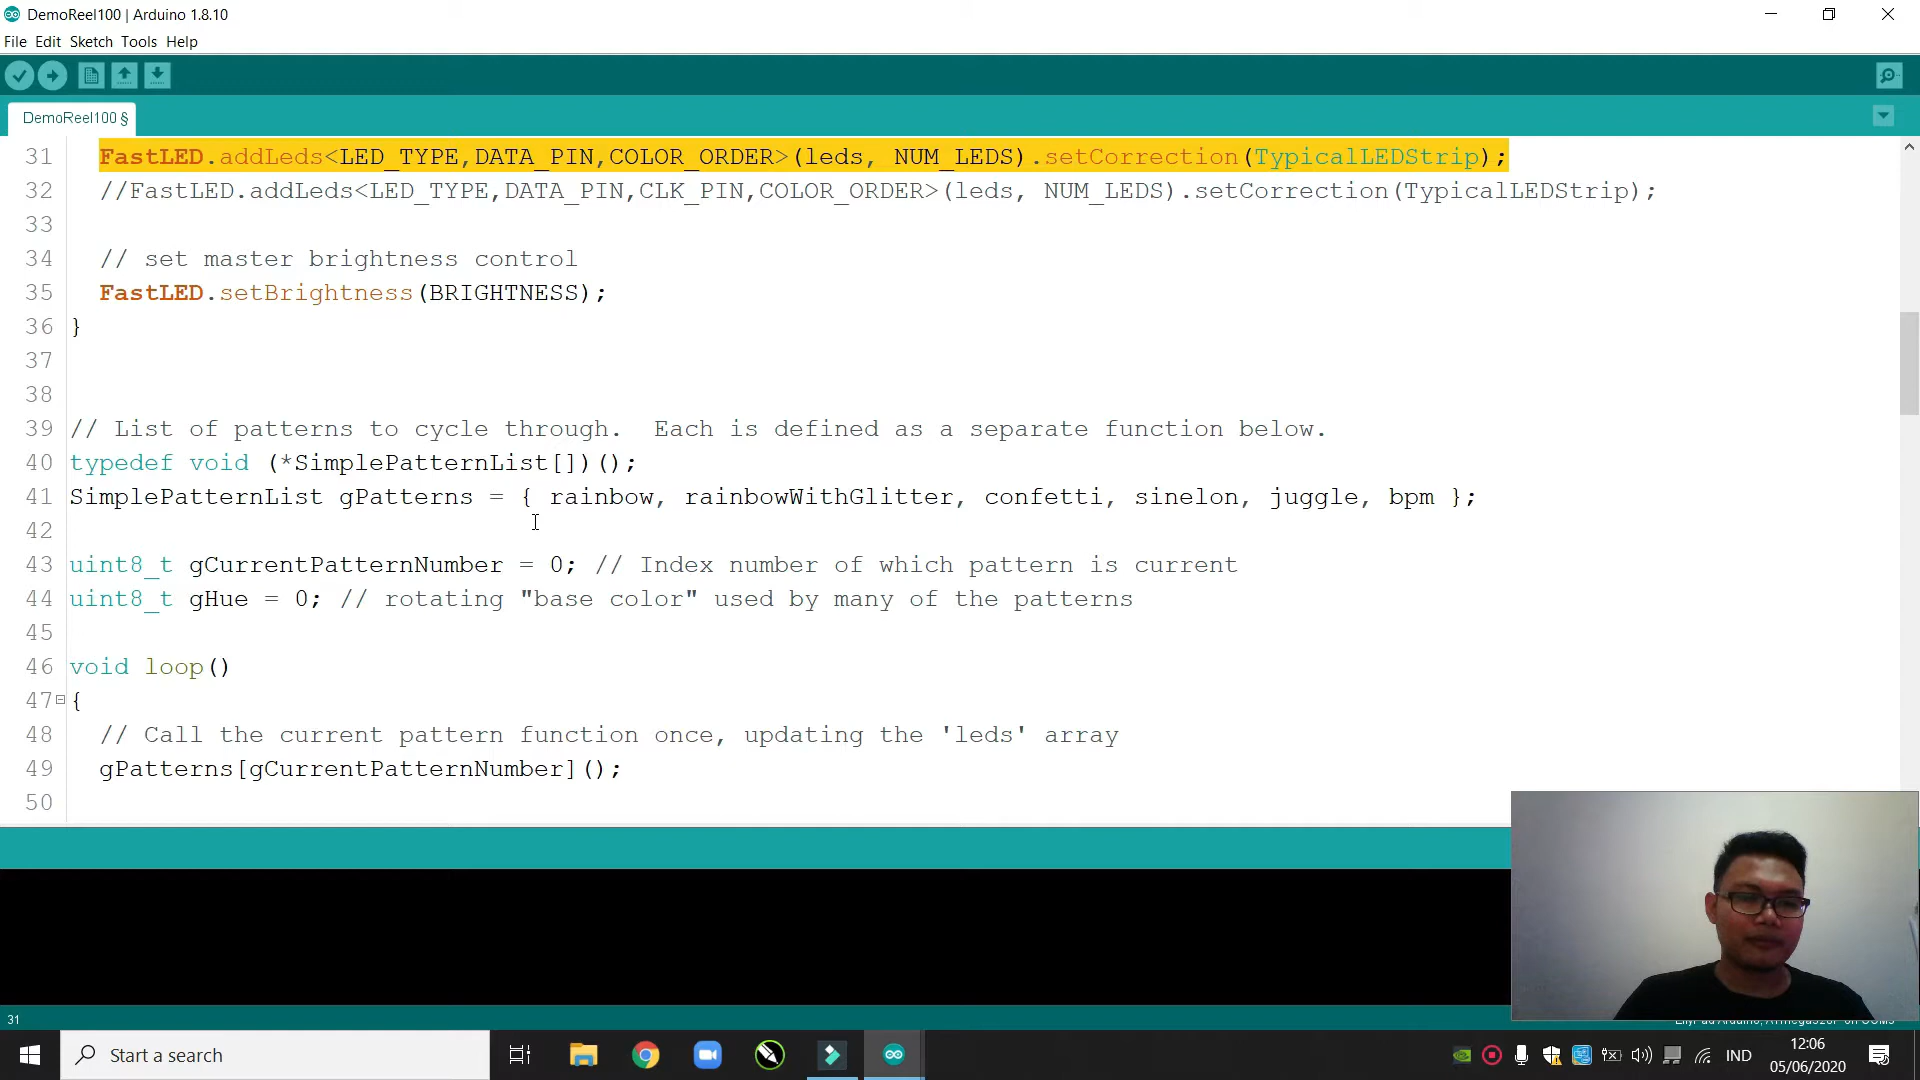 DemoReel100 | Arduino 1.8.10
File Edit Sketch Tools Help
DemoReel100 §
31 FastLED.addLeds<LED_TYPE,DATA_PIN,COLOR_ORDER>(leds, NUM_LEDS).setCorrection(TypicalLEDStrip);
32 //FastLED.addLeds<LED_TYPE,DATA_PIN,CLK_PIN,COLOR_ORDER>(leds, NUM_LEDS).setCorrection(TypicalLEDStrip);
33
34 // set master brightness control
35 FastLED.setBrightness(BRIGHTNESS);
36 }
37
38
39 // List of patterns to cycle through.  Each is defined as a separate function below.
40 typedef void (*SimplePatternList[])();
41 SimplePatternList gPatterns = { rainbow, rainbowWithGlitter, confetti, sinelon, juggle, bpm };
42
43 uint8_t gCurrentPatternNumber = 0; // Index number of which pattern is current
44 uint8_t gHue = 0; // rotating "base color" used by many of the patterns
45
46 void loop()
47 {
48 // Call the current pattern function once, updating the 'leds' array
49 gPatterns[gCurrentPatternNumber]();
50
31
Start a search
IND
12:06
05/06/2020